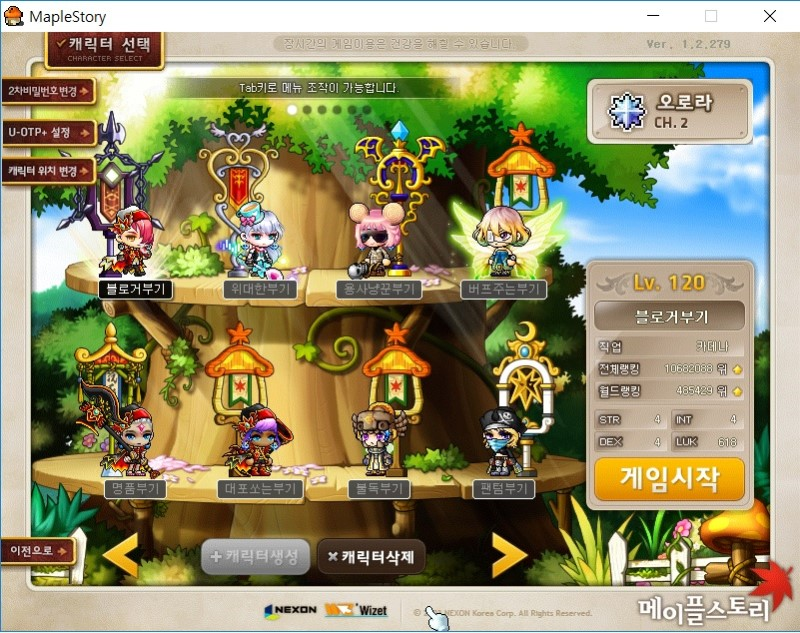 MapleStory
✓캐릭터 선택
CHARACTER SELECT
장시간의 게임이용은 건강을 해칠 수 있습니다.
Ver. 1.2.279
2차비밀번호변경
Tab키로 메뉴 조작이 가능합니다.
오로라
CH. 2
U-OTP+ 설정
캐릭터 위치 변경
블로거부기
위대한부기
용사냥꾼부기
버프주는부기
Lv. 120
블로거부기
직업 카데나
전체랭킹 10682088 위
월드랭킹 485429 위
STR 4 INT 4
DEX 4 LUK 618
게임시작
명품부기
대포쏘는부기
불독부기
팬텀부기
이전으로
+캐릭터생성
×캐릭터삭제
NEXON Wizet
NEXON Korea Corp. All Rights Reserved.
메이플스토리